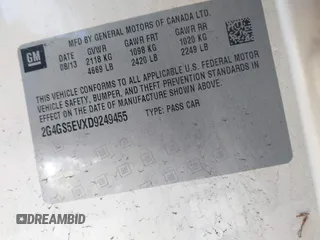 GM
MFD BY GENERAL MOTORS OF CANADA LTD.
DATE GVWR GAWR FRT GAWR RR
08/13 2118 KG 1098 KG 1020 KG
4669 LB 2420 LB 2249 LB
THIS VEHICLE CONFORMS TO ALL APPLICABLE U.S. FEDERAL MOTOR
VEHICLE SAFETY, BUMPER, AND THEFT PREVENTION STANDARDS
IN EFFECT ON THE DATE OF MANUFACTURE SHOWN ABOVE.
2G4GS5EVXD9249455 TYPE: PASS CAR
DREAMBID